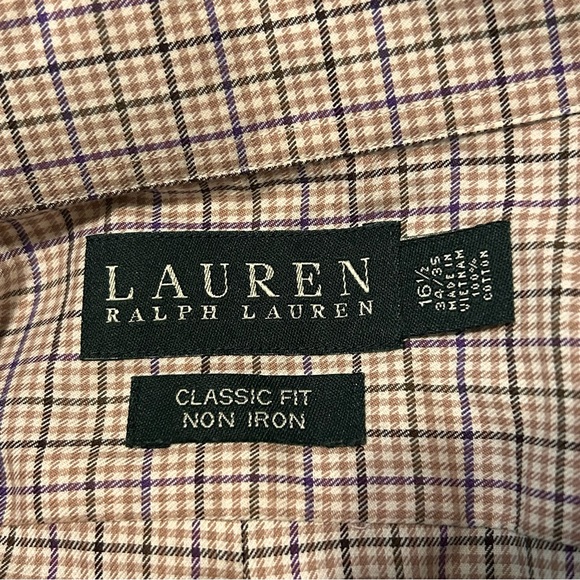 LAUREN
RALPH LAUREN
16½
34/35
MADE IN
VIETNAM
100%
COTTON
CLASSIC FIT
NON IRON